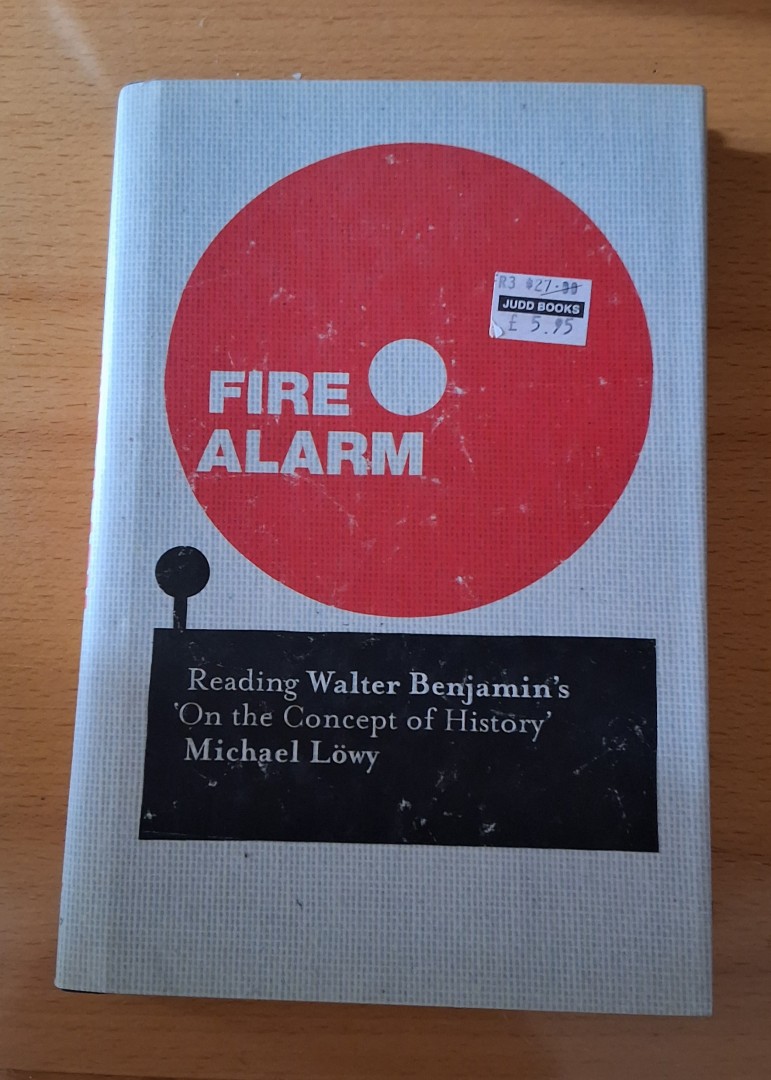 R3 $27.00
JUDD BOOKS
£ 5.95
FIRE
ALARM
Reading Walter Benjamin's
'On the Concept of History'
Michael Löwy